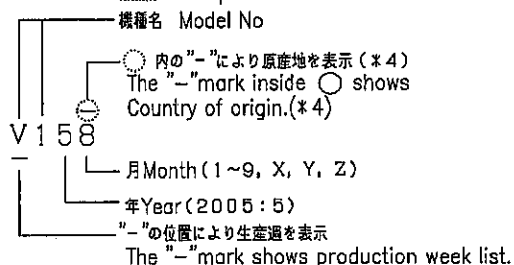 機種名 Model No
内の"-"により原産地を表示(*4)
The "-"mark inside ◯ shows
Country of origin.(*4)
V 1 5 8
月Month(1~9, X, Y, Z)
年Year(2005:5)
"-"の位置により生産週を表示
The "-"mark shows production week list.